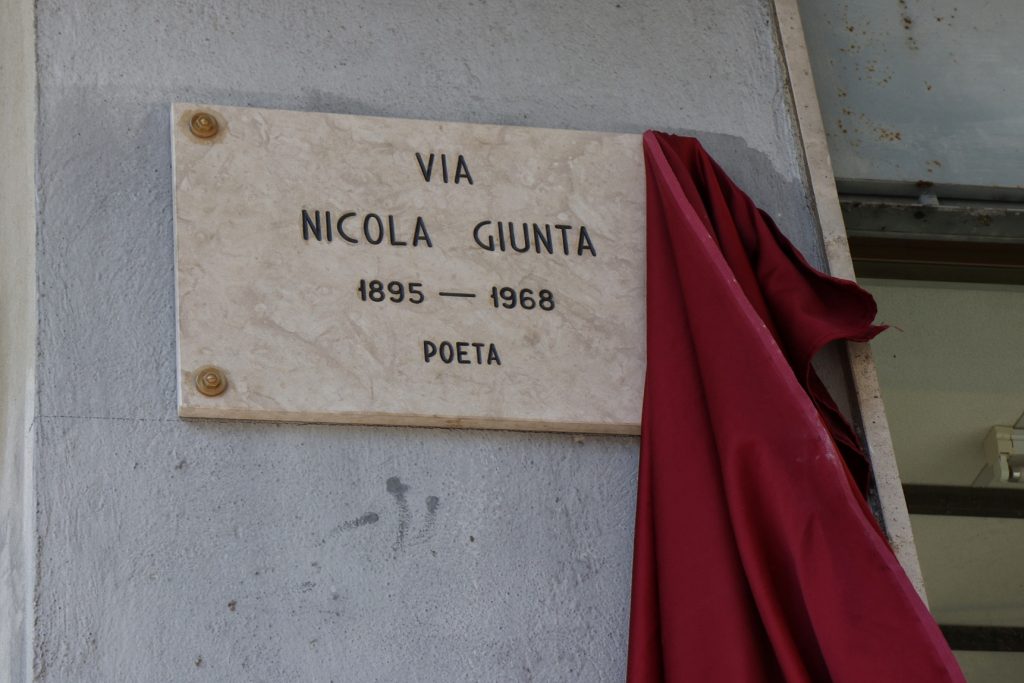 VIA
NICOLA GIUNTA
1895 — 1968
POETA